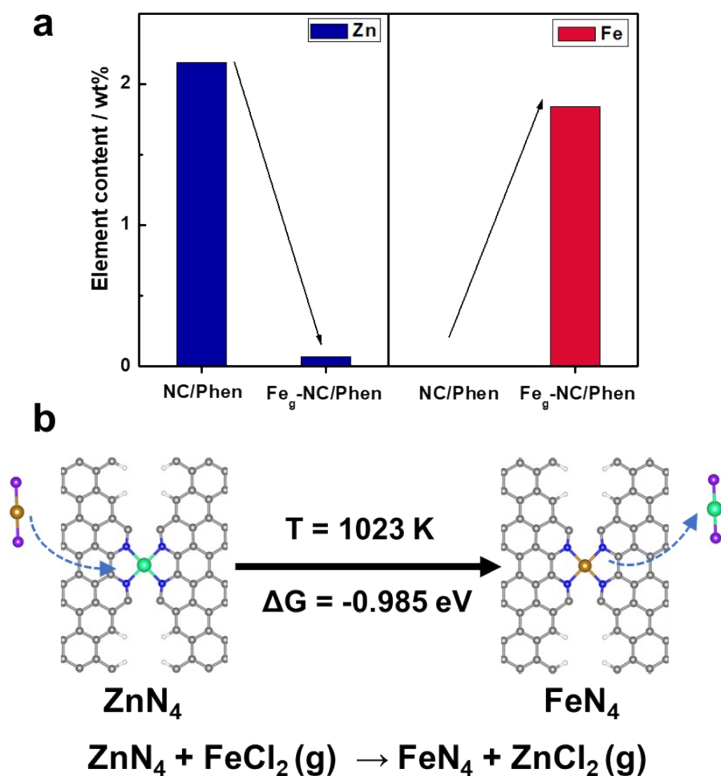 a
Zn
Fe
Element content / wt%
2
1
0
NC/Phen
Feg-NC/Phen
NC/Phen
Feg-NC/Phen
b
T = 1023 K
ΔG = -0.985 eV
ZnN4
FeN4
ZnN4 + FeCl2 (g) → FeN4 + ZnCl2 (g)